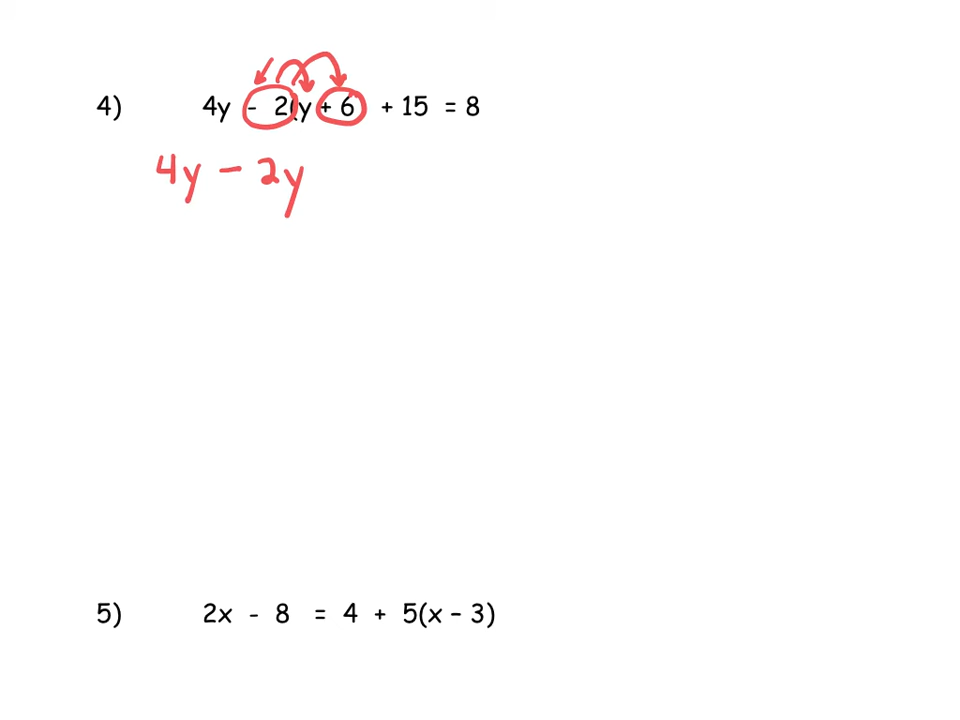 4) 4y - 2(y + 6) + 15 = 8
4y - 2y
5) 2x - 8 = 4 + 5(x – 3)